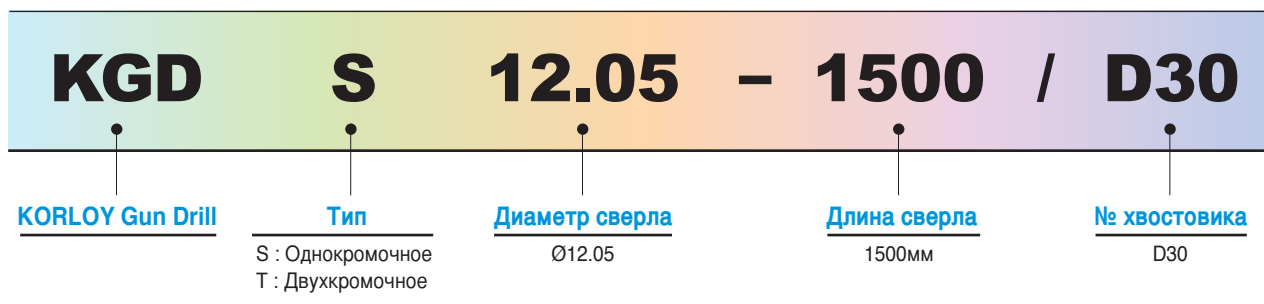 KGD S 12.05 – 1500 / D30
KORLOY Gun Drill Тип Диаметр сверла Длина сверла № хвостовика
S : Однокромочное Ø12.05 1500мм D30
T : Двухкромочное